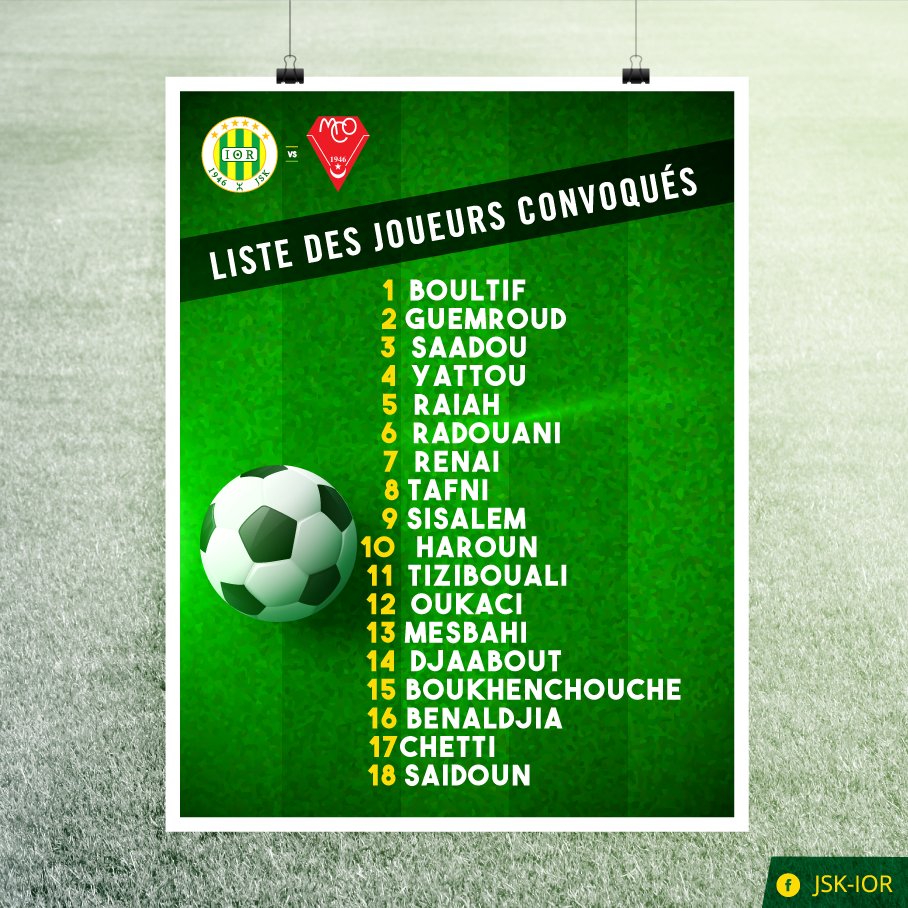 IOR
1946 JSK
VS
MCO
1946
LISTE DES JOUEURS CONVOQUÉS
1 BOULTIF
2 GUEMROUD
3 SAADOU
4 YATTOU
5 RAIAH
6 RADOUANI
7 RENAI
8 TAFNI
9 SISALEM
10 HAROUN
11 TIZIBOUALI
12 OUKACI
13 MESBAHI
14 DJAABOUT
15 BOUKHENCHOUCHE
16 BENALDJIA
17 CHETTI
18 SAIDOUN
f JSK-IOR